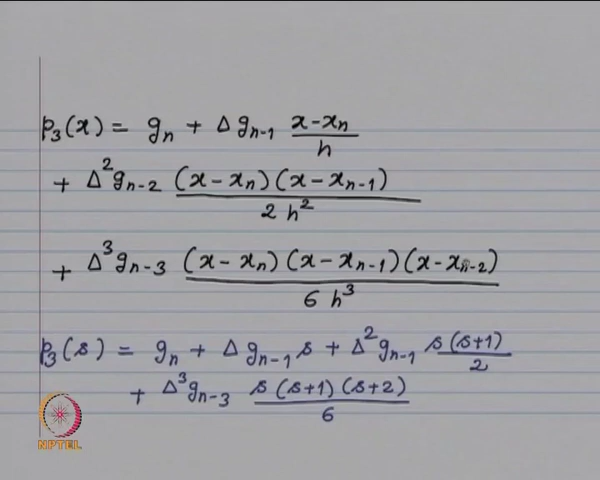 p₃(x) = gₙ + Δgₙ₋₁ (x-xₙ)/h
+ Δ²gₙ₋₂ (x-xₙ)(x-xₙ₋₁)/2h²
+ Δ³gₙ₋₃ (x-xₙ)(x-xₙ₋₁)(x-xₙ₋₂)/6h³
p₃(s) = gₙ + Δgₙ₋₁s + Δ²gₙ₋₁ s(s+1)/2
+ Δ³gₙ₋₃ s(s+1)(s+2)/6
NPTEL